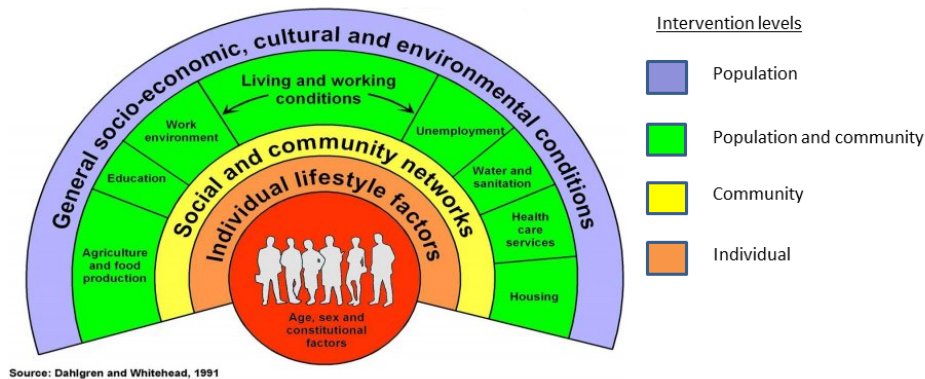 General socio-economic, cultural and environmental conditions
Living and working
conditions
Work
environment
Education
Agriculture
and food
production
Unemployment
Water and
sanitation
Health
care
services
Housing
Social and community networks
Individual lifestyle factors
Age, sex and
constitutional
factors
Source: Dahlgren and Whitehead, 1991
Intervention levels
Population
Population and community
Community
Individual